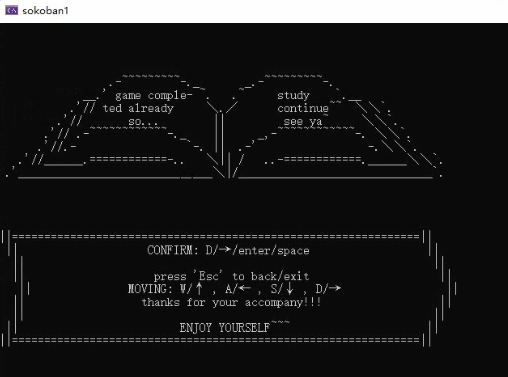 sokoban1
game comple-
ted already
so...
study
continue~~
see ya~
CONFIRM: D/→/enter/space
press 'Esc' to back/exit
MOVING: W/↑ , A/← , S/↓ , D/→
thanks for your accompany!!!
ENJOY YOURSELF~~~